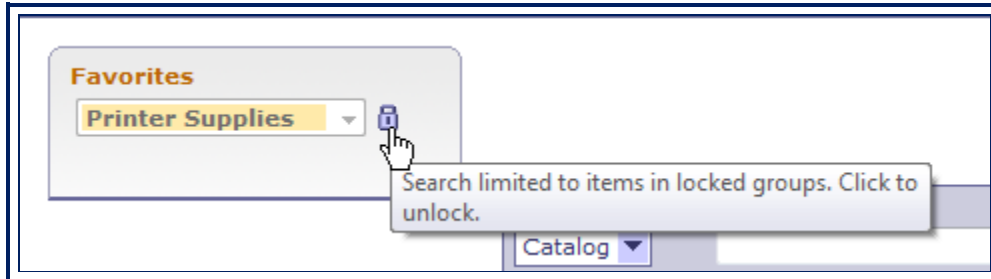 Favorites
Printer Supplies
Search limited to items in locked groups. Click to
unlock.
Catalog